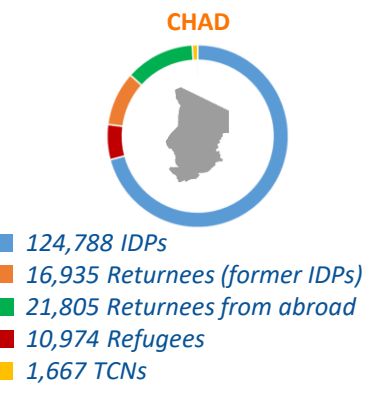 CHAD
124,788 IDPs
16,935 Returnees (former IDPs)
21,805 Returnees from abroad
10,974 Refugees
1,667 TCNs